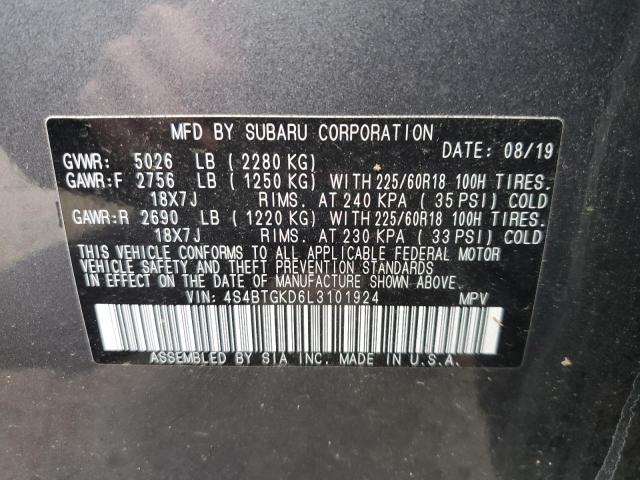 MFD BY SUBARU CORPORATION
DATE: 08/19
GVWR: 5026 LB (2280 KG)
GAWR:F 2756 LB (1250 KG) WITH 225/60R18 100H TIRES.
18X7J RIMS. AT 240 KPA (35 PSI) COLD
GAWR:R 2690 LB (1220 KG) WITH 225/60R18 100H TIRES.
18X7J RIMS. AT 230 KPA (33 PSI) COLD
THIS VEHICLE CONFORMS TO ALL APPLICABLE FEDERAL MOTOR
VEHICLE SAFETY AND THEFT PREVENTION STANDARDS
IN EFFECT ON THE DATE OF MANUFACTURE SHOWN ABOVE.
VIN: 4S4BTGKD6L3101924 MPV
ASSEMBLED BY SIA INC. MADE IN U.S.A.